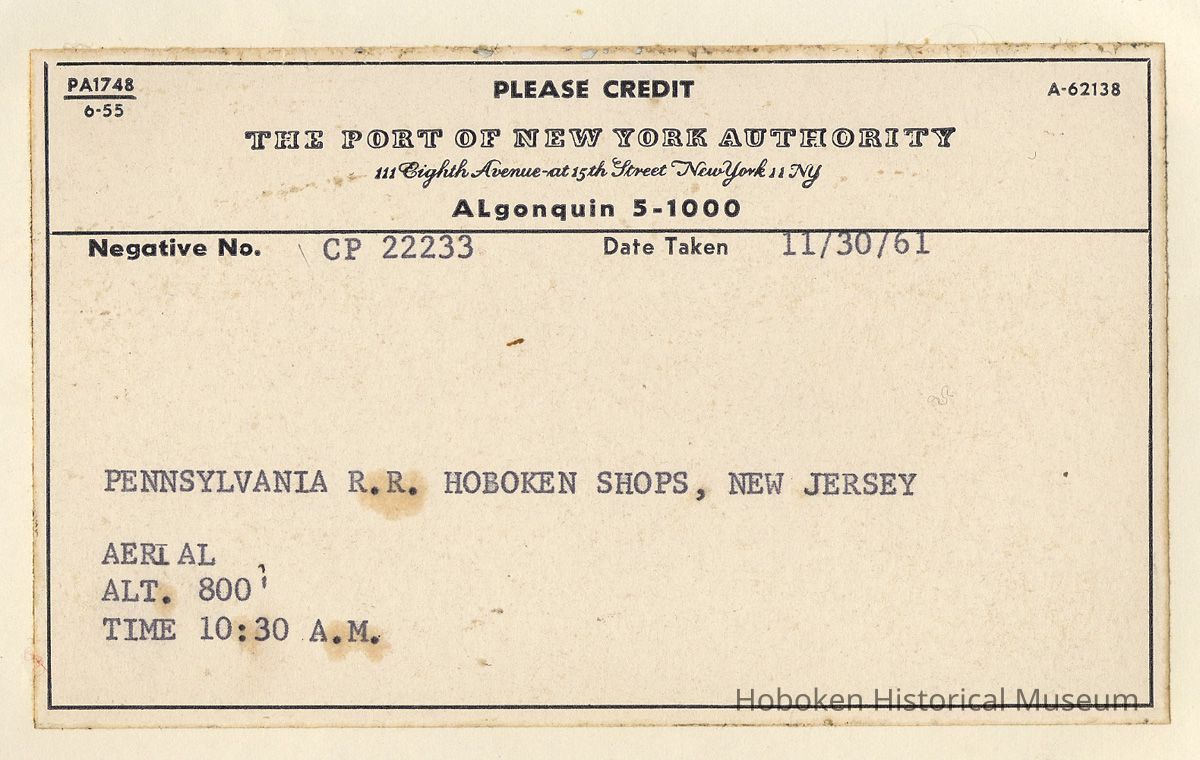 PA1748
6-55
PLEASE CREDIT
A-62138
THE PORT OF NEW YORK AUTHORITY
111 Eighth Avenue-at 15th Street New York 11 NY
ALgonquin 5-1000
Negative No. CP 22233 Date Taken 11/30/61
PENNSYLVANIA R.R. HOBOKEN SHOPS, NEW JERSEY
AERIAL
ALT. 800'
TIME 10:30 A.M.
Hoboken Historical Museum